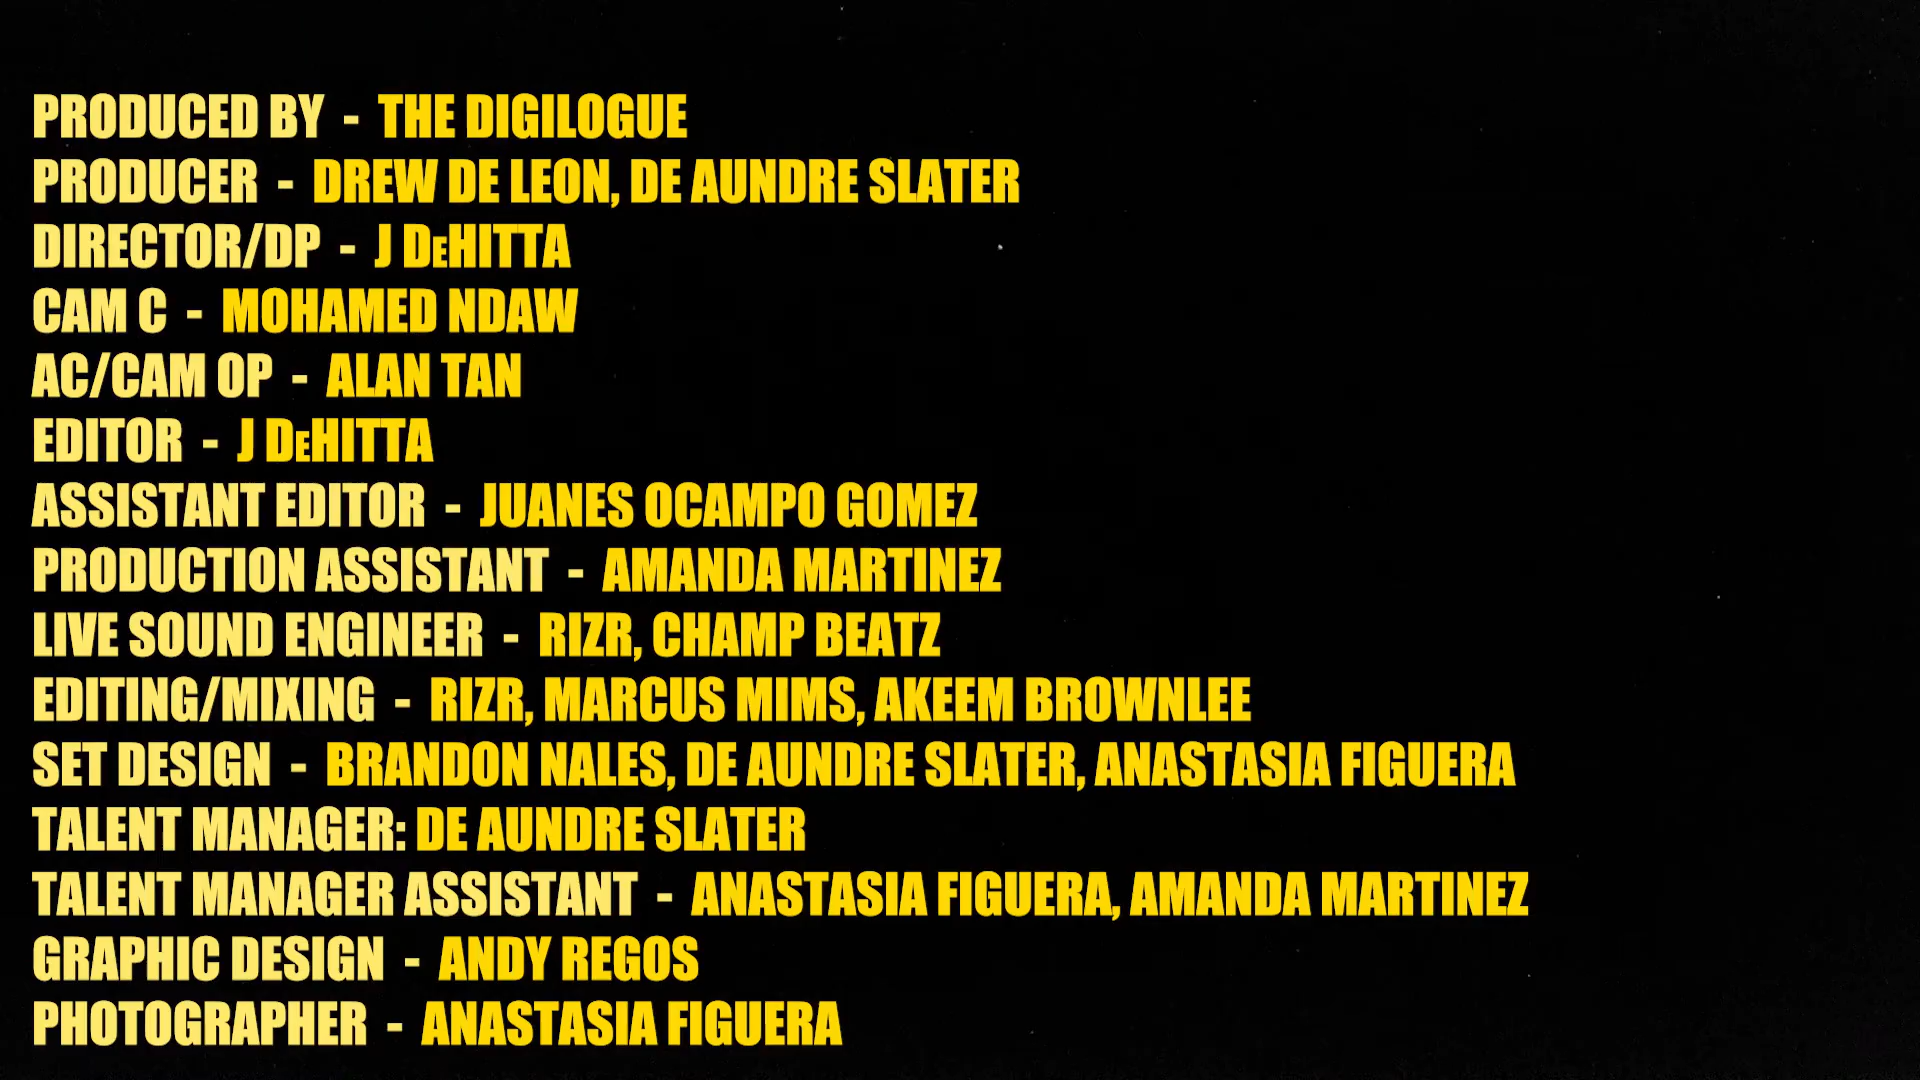 PRODUCED BY - THE DIGILOGUE
PRODUCER - DREW DE LEON, DE AUNDRE SLATER
DIRECTOR/DP - J DeHITTA
CAM C - MOHAMED NDAW
AC/CAM OP - ALAN TAN
EDITOR - J DeHITTA
ASSISTANT EDITOR - JUANES OCAMPO GOMEZ
PRODUCTION ASSISTANT - AMANDA MARTINEZ
LIVE SOUND ENGINEER - RIZR, CHAMP BEATZ
EDITING/MIXING - RIZR, MARCUS MIMS, AKEEM BROWNLEE
SET DESIGN - BRANDON NALES, DE AUNDRE SLATER, ANASTASIA FIGUERA
TALENT MANAGER: DE AUNDRE SLATER
TALENT MANAGER ASSISTANT - ANASTASIA FIGUERA, AMANDA MARTINEZ
GRAPHIC DESIGN - ANDY REGOS
PHOTOGRAPHER - ANASTASIA FIGUERA